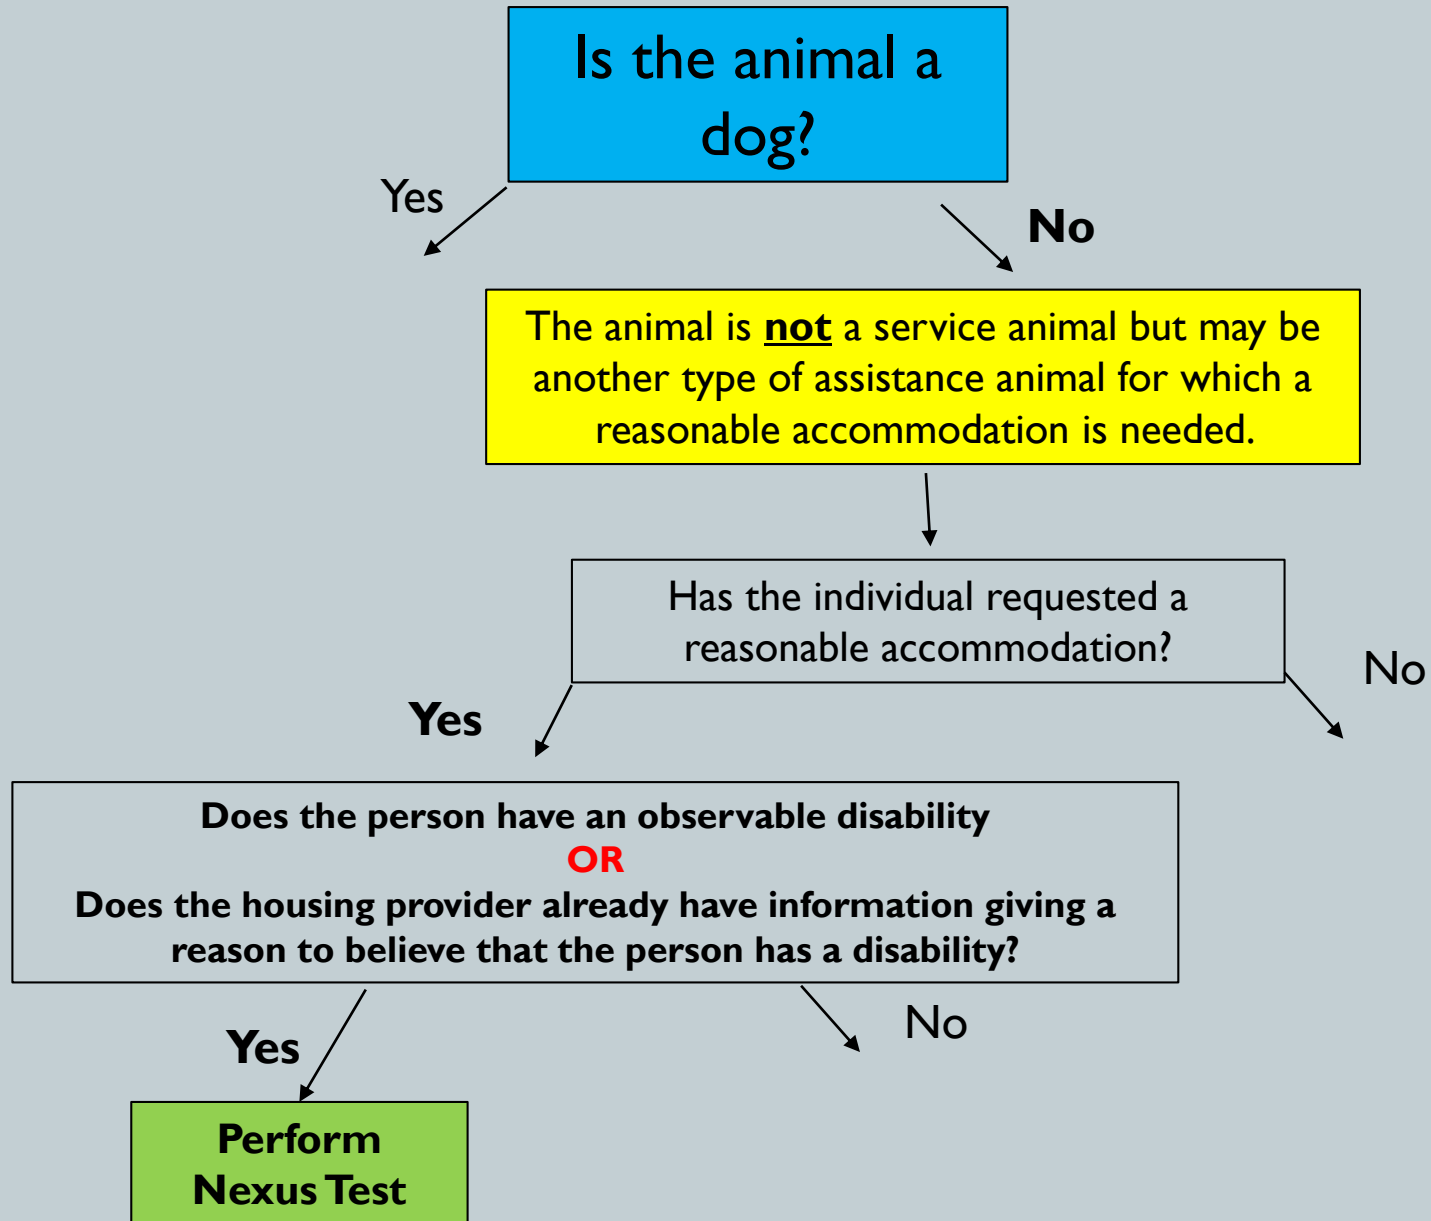 Is the animal a
dog?
Yes
No
The animal is not a service animal but may be
another type of assistance animal for which a
reasonable accommodation is needed.
Has the individual requested a
reasonable accommodation?
No
Yes
Does the person have an observable disability
OR
Does the housing provider already have information giving a
reason to believe that the person has a disability?
No
Yes
Perform
Nexus Test